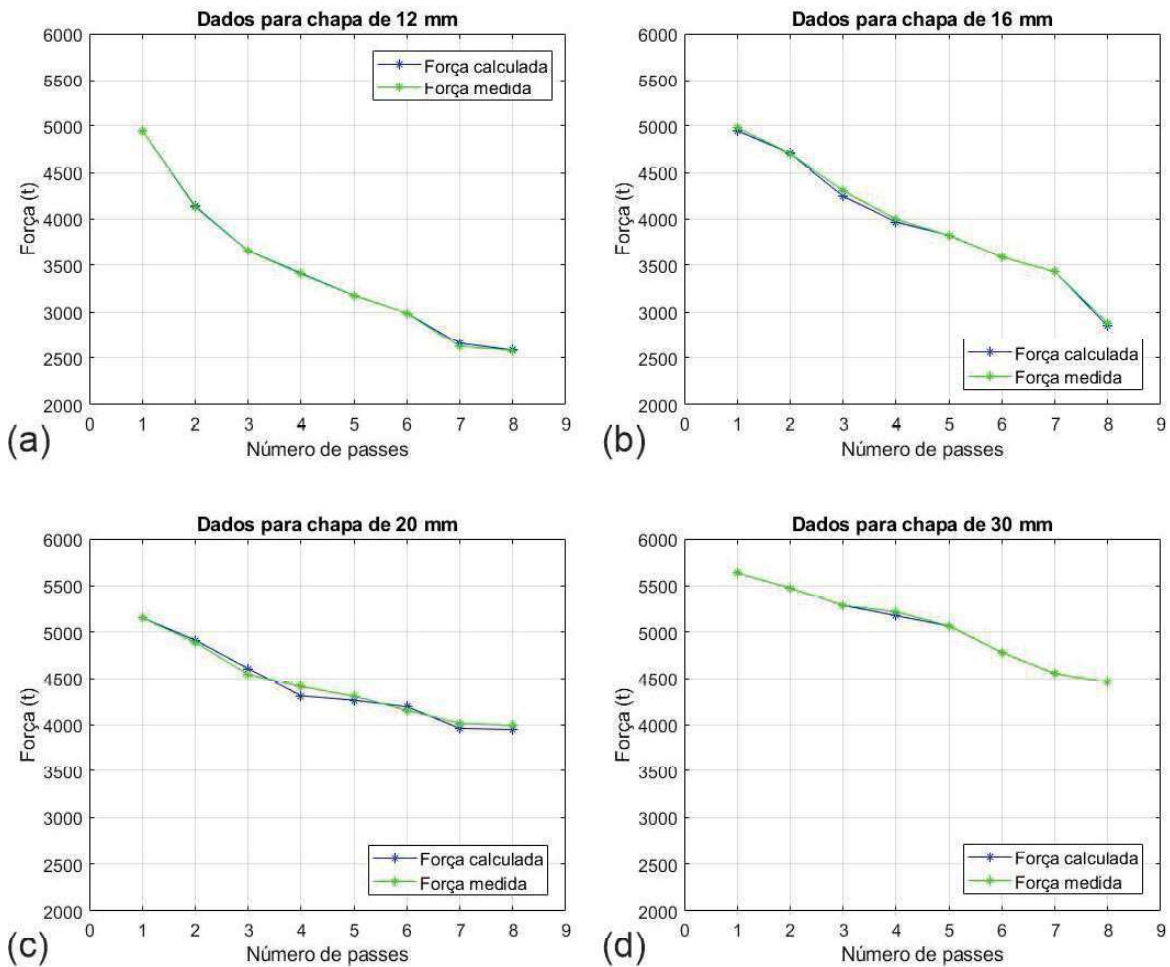 Dados para chapa de 12 mm
6000
5500
5000
4500
4000
3500
3000
2500
2000
Força (t)
Força calculada
Força medida
0 1 2 3 4 5 6 7 8 9
Número de passes
(a)
Dados para chapa de 16 mm
6000
5500
5000
4500
4000
3500
3000
2500
2000
Força (t)
Força calculada
Força medida
0 1 2 3 4 5 6 7 8 9
Número de passes
(b)
Dados para chapa de 20 mm
6000
5500
5000
4500
4000
3500
3000
2500
2000
Força (t)
Força calculada
Força medida
0 1 2 3 4 5 6 7 8 9
Número de passes
(c)
Dados para chapa de 30 mm
6000
5500
5000
4500
4000
3500
3000
2500
2000
Força (t)
Força calculada
Força medida
0 1 2 3 4 5 6 7 8 9
Número de passes
(d)